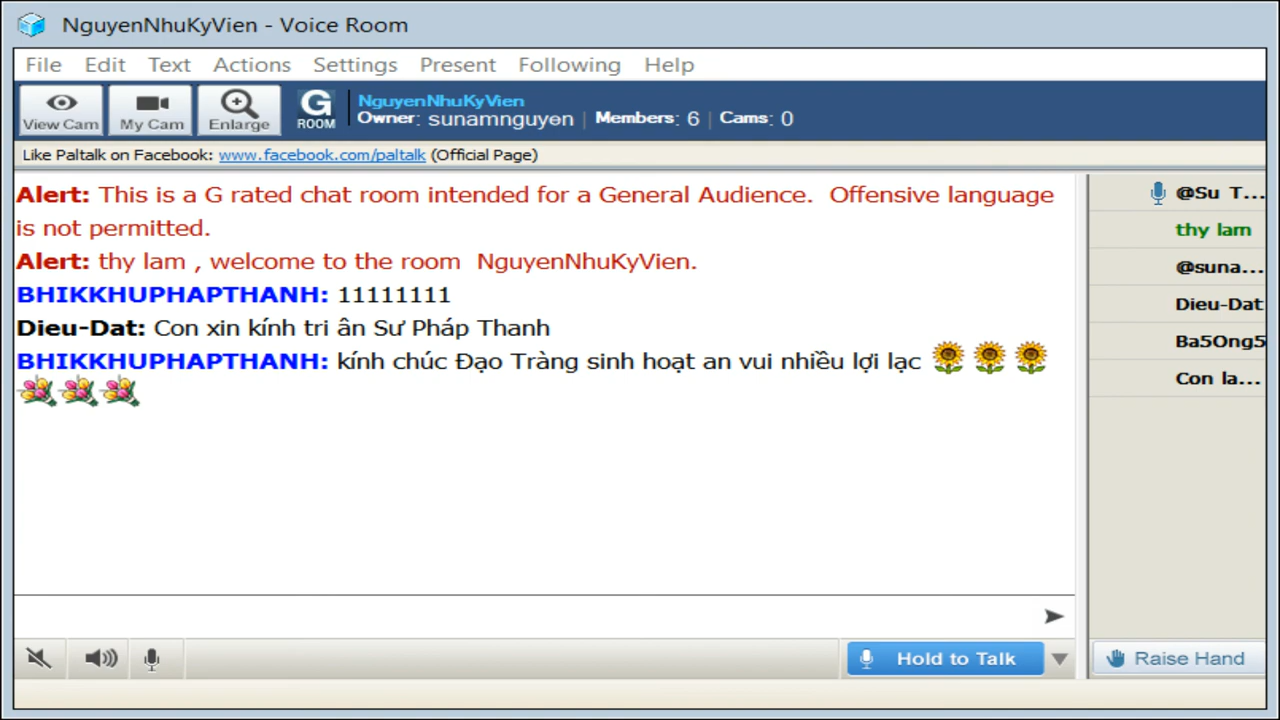 NguyenNhuKyVien - Voice Room
File Edit Text Actions Settings Present Following Help
View Cam My Cam Enlarge G ROOM
NguyenNhuKyVien
Owner: sunamnguyen | Members: 6 | Cams: 0
Like Paltalk on Facebook: www.facebook.com/paltalk (Official Page)
Alert: This is a G rated chat room intended for a General Audience. Offensive language
is not permitted.
Alert: thy lam , welcome to the room NguyenNhuKyVien.
BHIKKHUPHAPTHANH: 11111111
Dieu-Dat: Con xin kính tri ân Sư Pháp Thanh
BHIKKHUPHAPTHANH: kính chúc Đạo Tràng sinh hoạt an vui nhiều lợi lạc
@Su T...
thy lam
@suna...
Dieu-Dat
Ba5Ong5
Con la...
Hold to Talk
Raise Hand